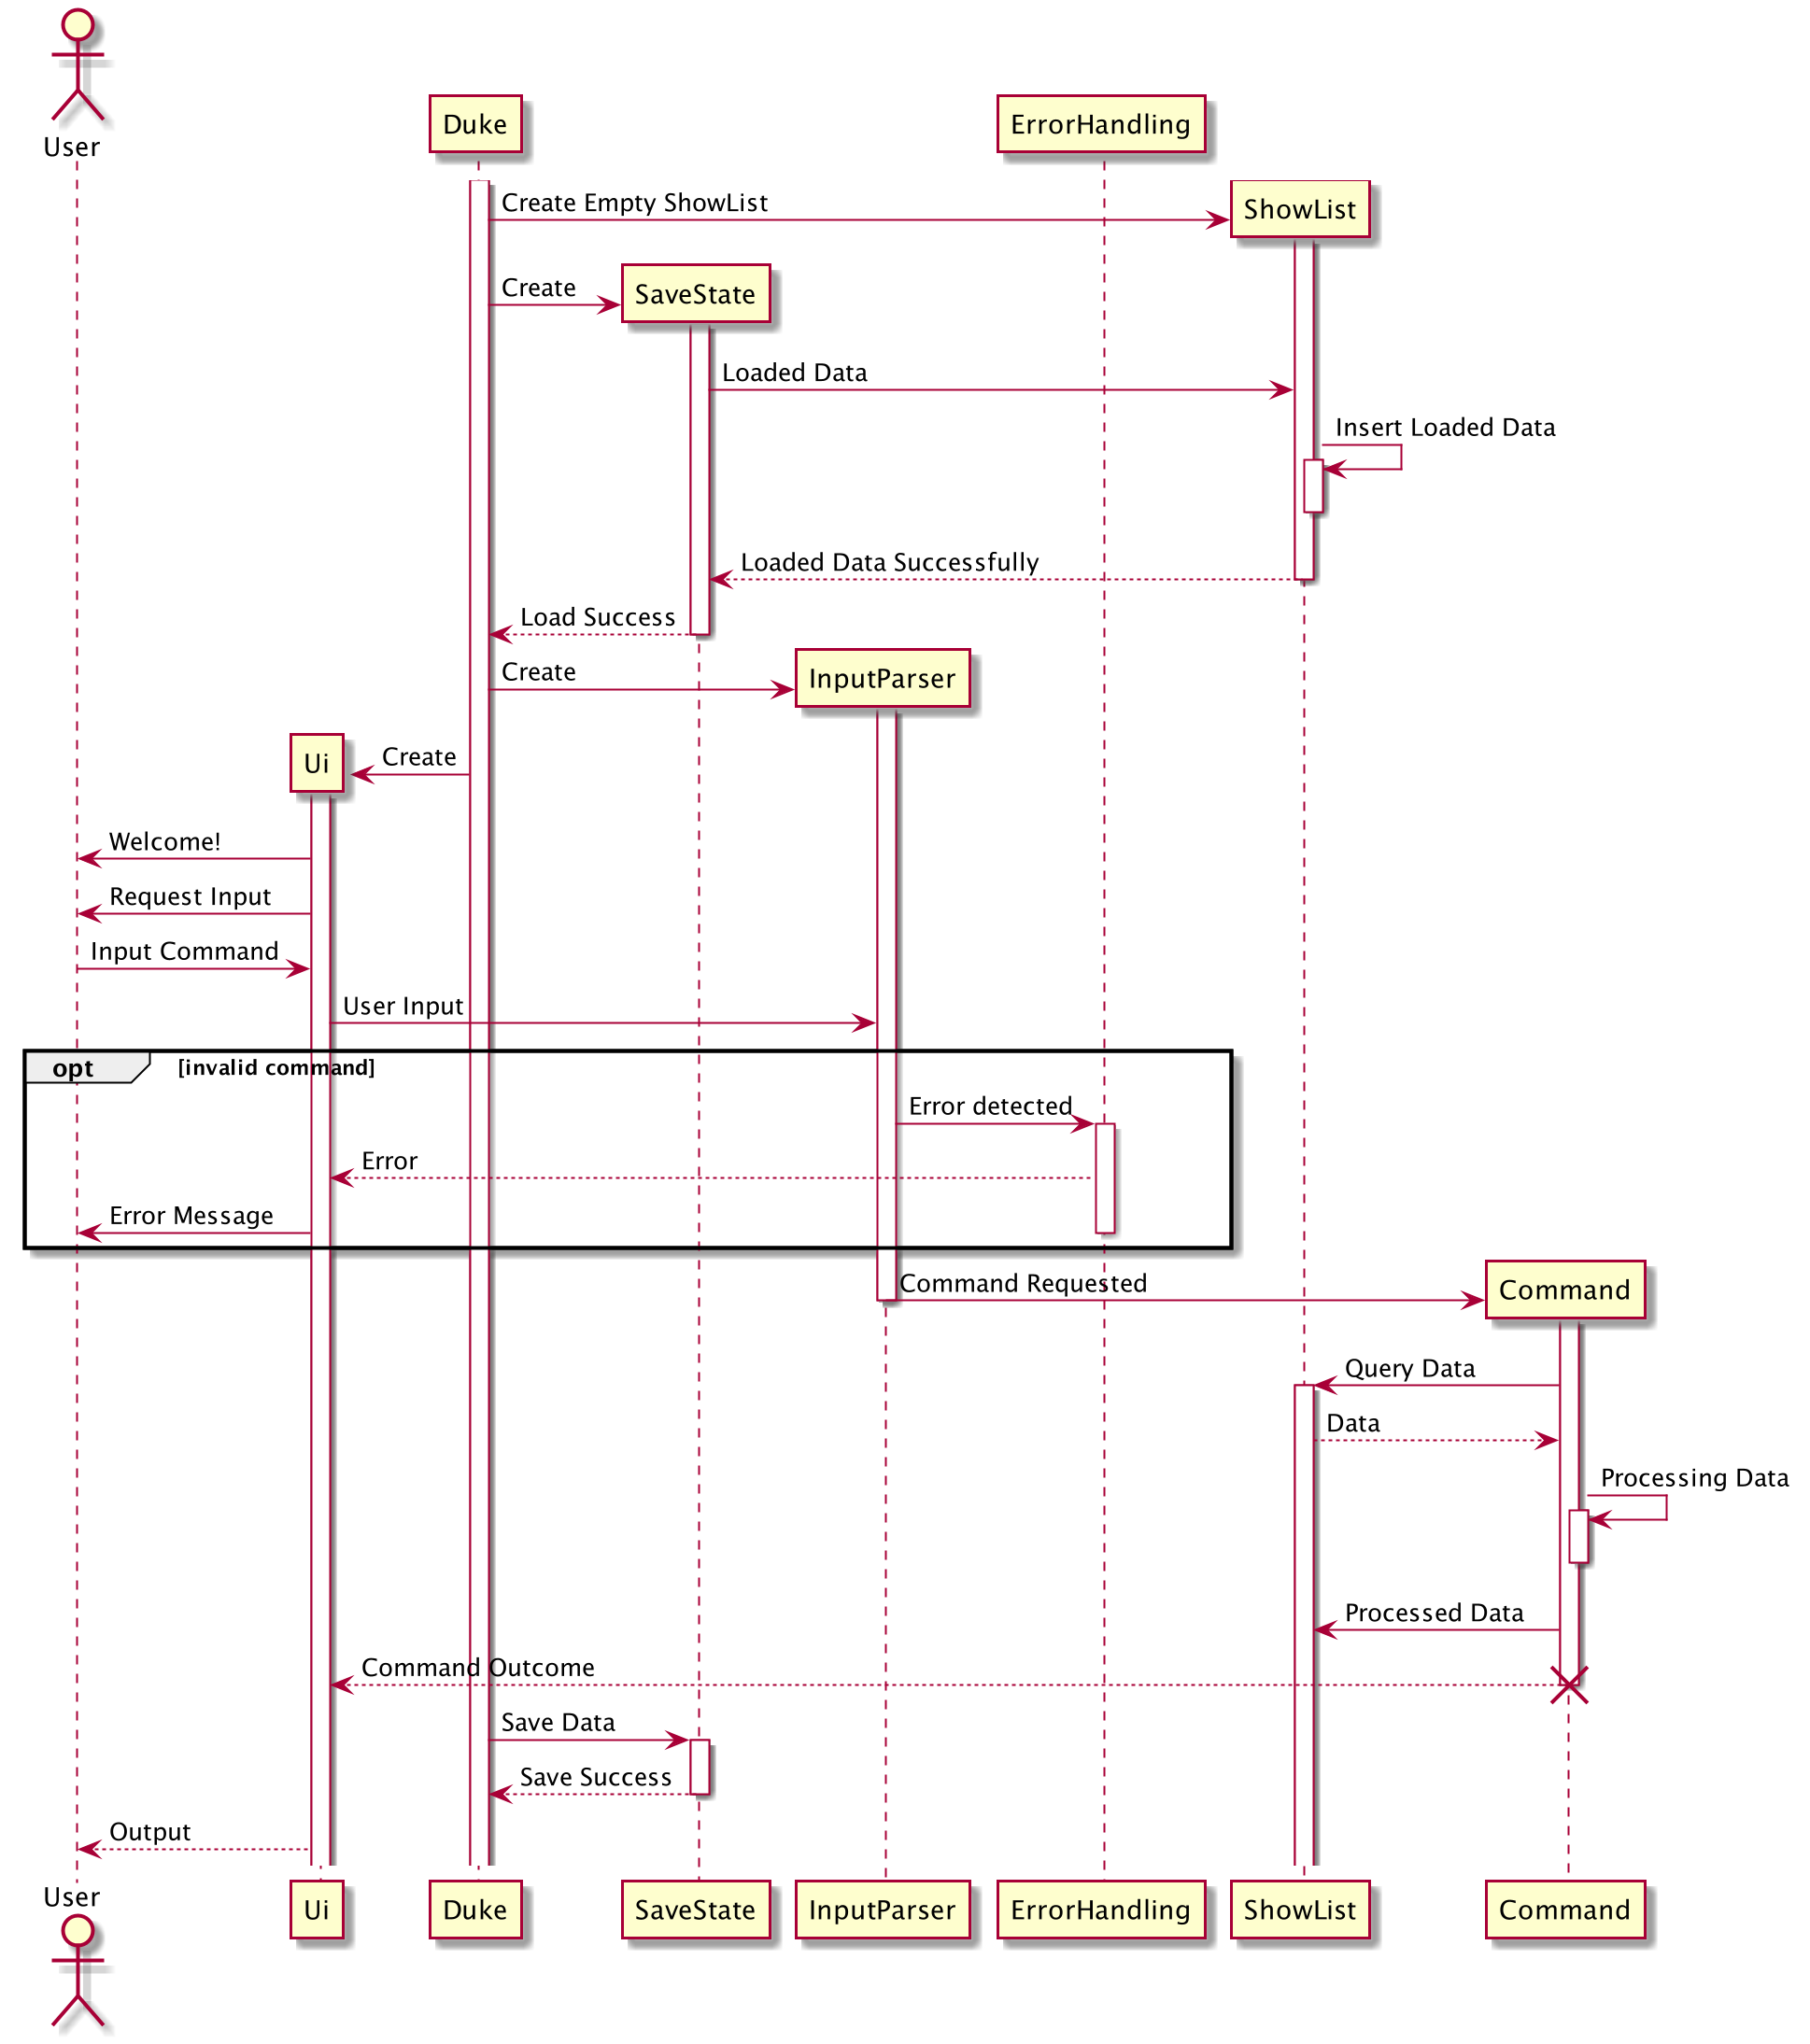 User
Duke
ErrorHandling
Create Empty ShowList
ShowList
Create
SaveState
Loaded Data
Insert Loaded Data
Loaded Data Successfully
Load Success
Create
InputParser
Create
Ui
Welcome!
Request Input
Input Command
User Input
opt [invalid command]
Error detected
Error
Error Message
Command Requested
Command
Query Data
Data
Processing Data
Processed Data
Command Outcome
Save Data
Save Success
Output
User
Ui
Duke
SaveState
InputParser
ErrorHandling
ShowList
Command